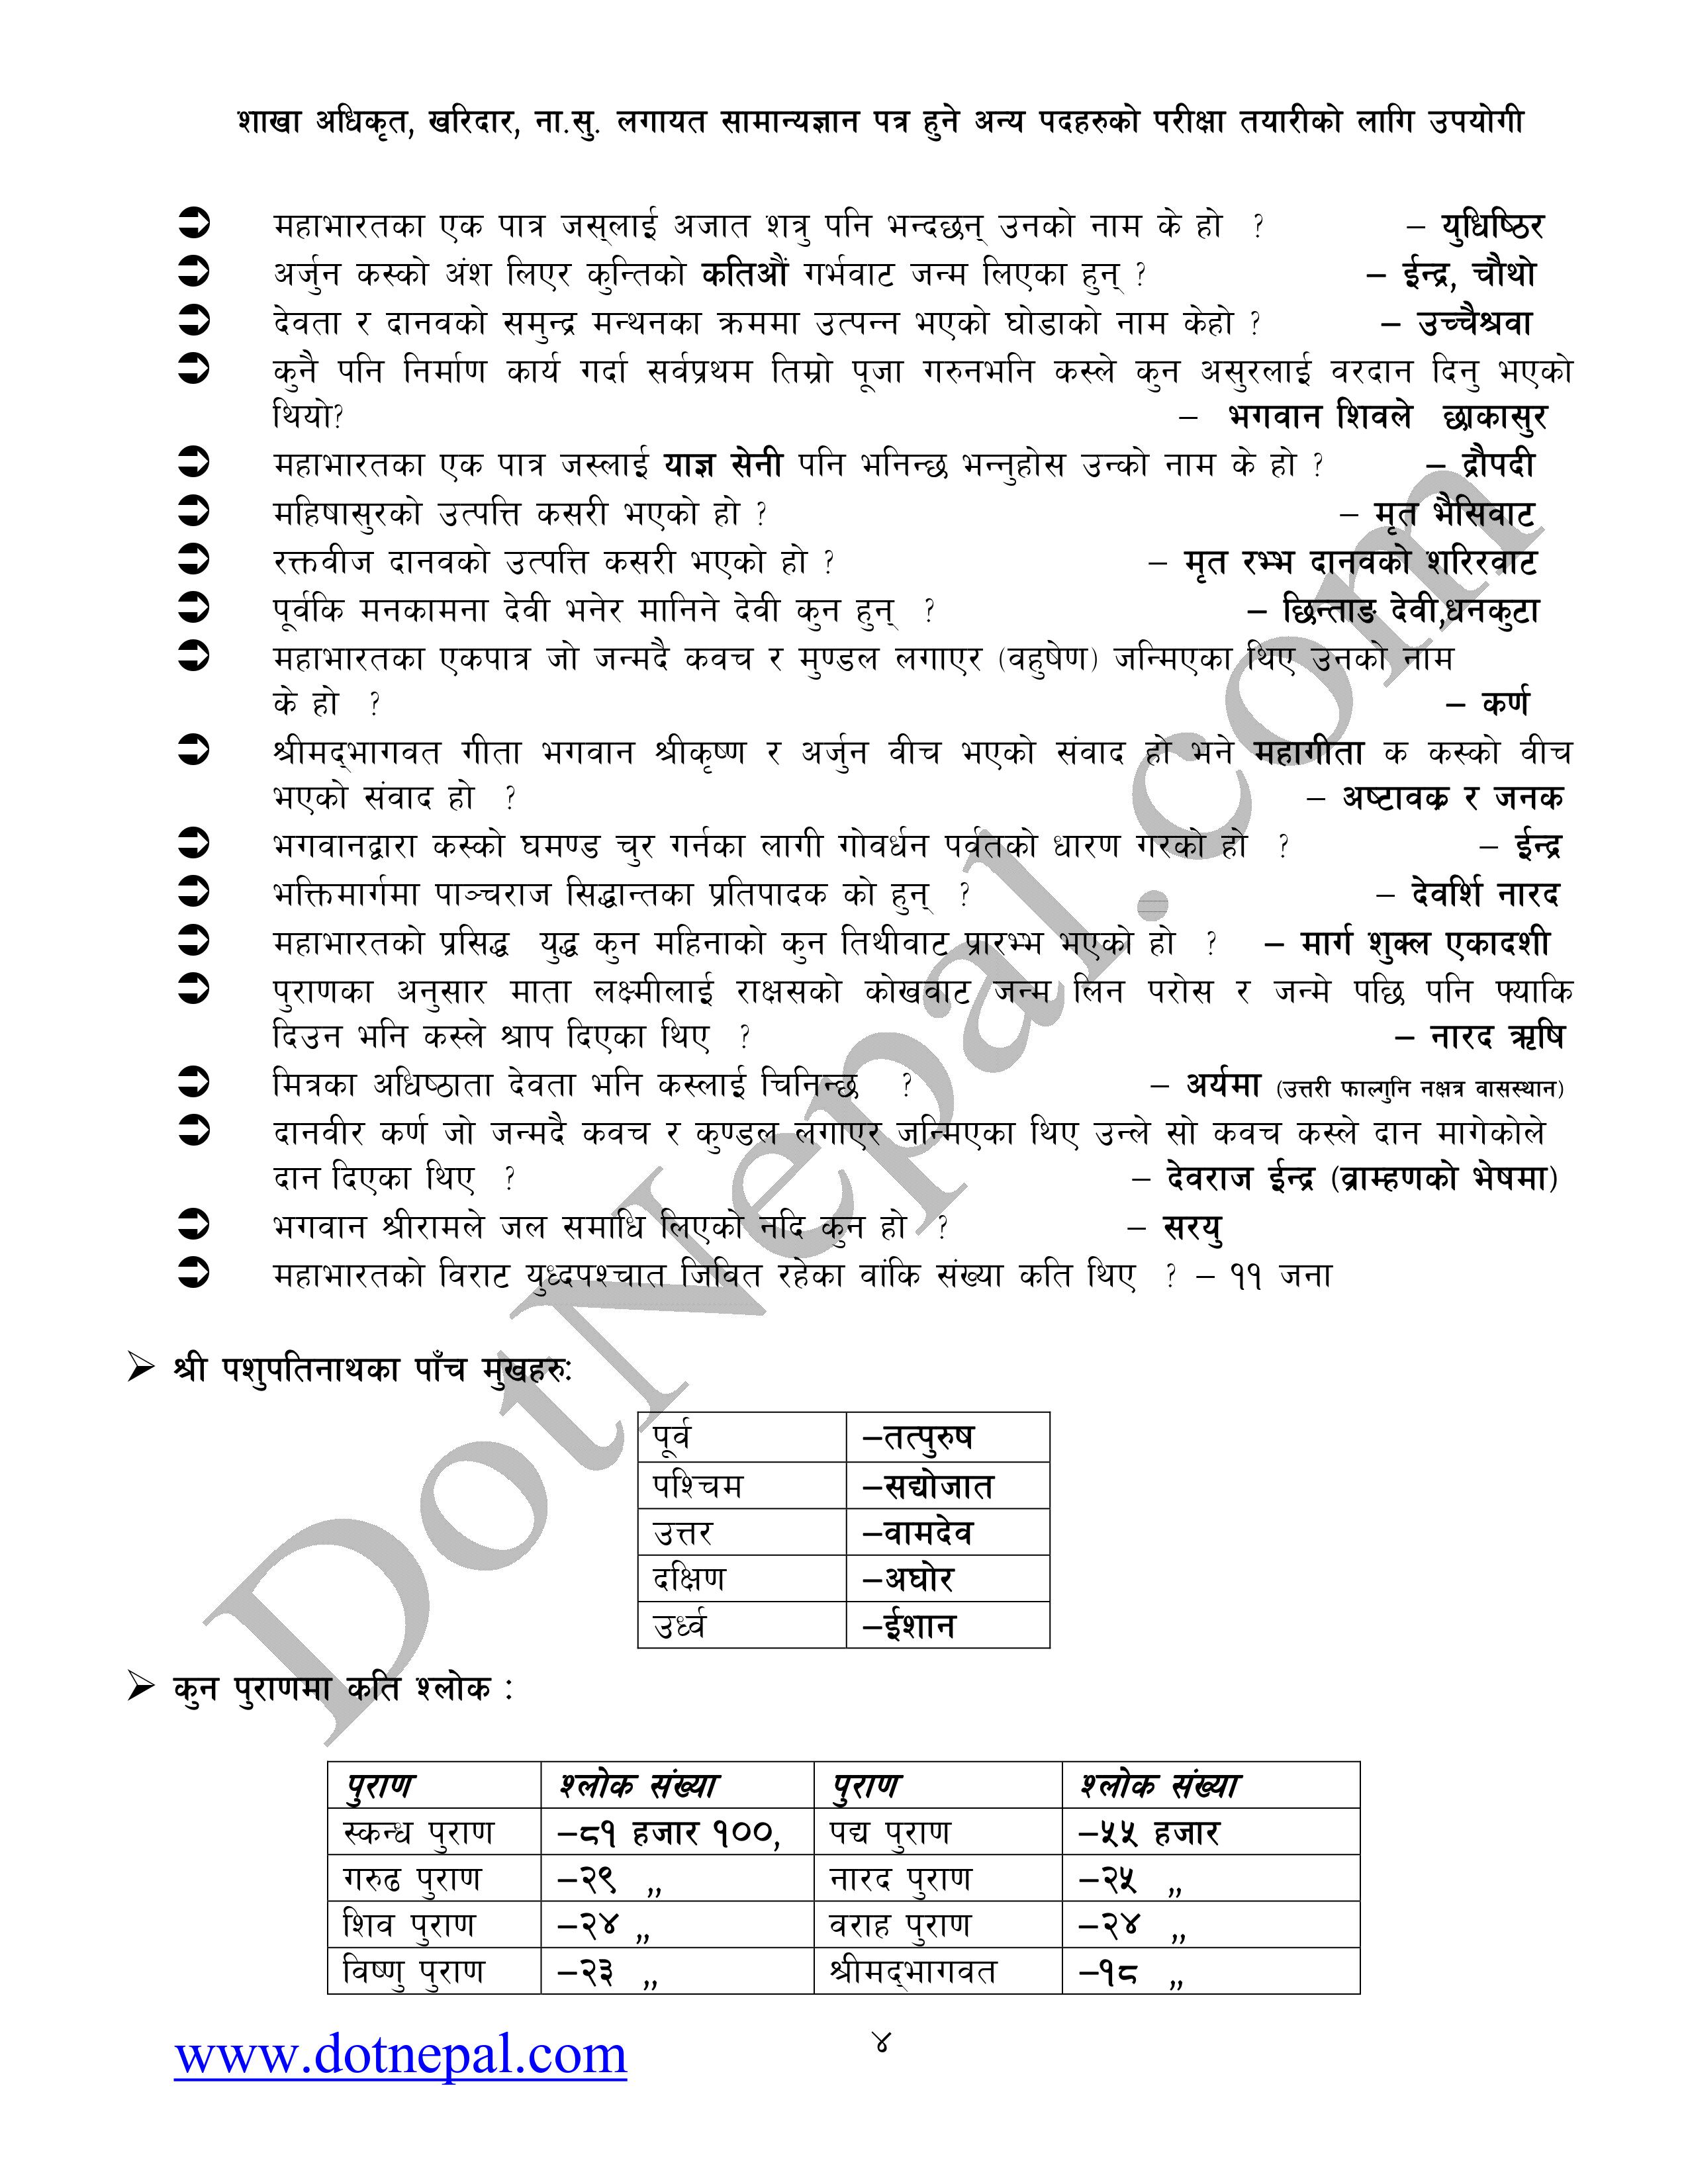 शाखा अधिकृत, खरिदार, ना.सु. लगायत सामान्यज्ञान पत्र हुने अन्य पदहरुको परीक्षा तयारीको लागि उपयोगी
महाभारतका एक पात्र जस्लाई अजात शत्रु पनि भन्दछन् उनको नाम के हो ? – युधिष्ठिर
अर्जुन कस्को अंश लिएर कुन्तिको कतिऔं गर्भवाट जन्म लिएका हुन् ? – ईन्द्र, चौथो
देवता र दानवको समुन्द्र मन्थनका क्रममा उत्पन्न भएको घोडाको नाम केहो ? – उच्चैश्रवा
कुनै पनि निर्माण कार्य गर्दा सर्वप्रथम तिम्रो पूजा गरुनभनि कस्ले कुन असुरलाई वरदान दिनु भएको
थियो? – भगवान शिवले छाकासुर
महाभारतका एक पात्र जस्लाई याज्ञ सेनी पनि भनिन्छ भन्नुहोस उन्को नाम के हो ? – द्रौपदी
महिषासुरको उत्पत्ति कसरी भएको हो ? – मृत भैसिवाट
रक्तवीज दानवको उत्पत्ति कसरी भएको हो ? – मृत रम्भ दानवको शरिरवाट
पूर्वकि मनकामना देवी भनेर मानिने देवी कुन हुन् ? – छिन्ताङ देवी,धनकुटा
महाभारतका एकपात्र जो जन्मदै कवच र मुण्डल लगाएर (वहुषेण) जन्मिएका थिए उनको नाम
के हो ? – कर्ण
श्रीमद्भागवत गीता भगवान श्रीकृष्ण र अर्जुन वीच भएको संवाद हो भने महागीता क कस्को वीच
भएको संवाद हो ? – अष्टावक्र र जनक
भगवानद्वारा कस्को घमण्ड चुर गर्नका लागी गोवर्धन पर्वतको धारण गरको हो ? – ईन्द्र
भक्तिमार्गमा पाञ्चराज सिद्धान्तका प्रतिपादक को हुन् ? – देवर्शि नारद
महाभारतको प्रसिद्ध युद्ध कुन महिनाको कुन तिथीवाट प्रारम्भ भएको हो ? – मार्ग शुक्ल एकादशी
पुराणका अनुसार माता लक्ष्मीलाई राक्षसको कोखवाट जन्म लिन परोस र जन्मे पछि पनि फ्याकि
दिउन भनि कस्ले श्राप दिएका थिए ? – नारद ऋषि
मित्रका अधिष्ठाता देवता भनि कस्लाई चिनिन्छ ? – अर्यमा (उत्तरी फाल्गुनि नक्षत्र वासस्थान)
दानवीर कर्ण जो जन्मदै कवच र कुण्डल लगाएर जन्मिएका थिए उन्ले सो कवच कस्ले दान मागेकोले
दान दिएका थिए ? – देवराज ईन्द्र (व्राम्हणको भेषमा)
भगवान श्रीरामले जल समाधि लिएको नदि कुन हो ? – सरयु
महाभारतको विराट युध्दपश्चात जिवित रहेका वांकि संख्या कति थिए ? – ११ जना
श्री पशुपतिनाथका पाँच मुखहरुः
पूर्व –तत्पुरुष
पश्चिम –सद्योजात
उत्तर –वामदेव
दक्षिण –अघोर
उर्ध्व –ईशान
कुन पुराणमा कति श्लोक :
पुराण श्लोक संख्या पुराण श्लोक संख्या
स्कन्ध पुराण –८१ हजार १००, पद्य पुराण –५५ हजार
गरुढ पुराण –२९ ,, नारद पुराण –२५ ,,
शिव पुराण –२४ ,, वराह पुराण –२४ ,,
विष्णु पुराण –२३ ,, श्रीमद्भागवत –१८ ,,
www.dotnepal.com ४
DotNepal.com